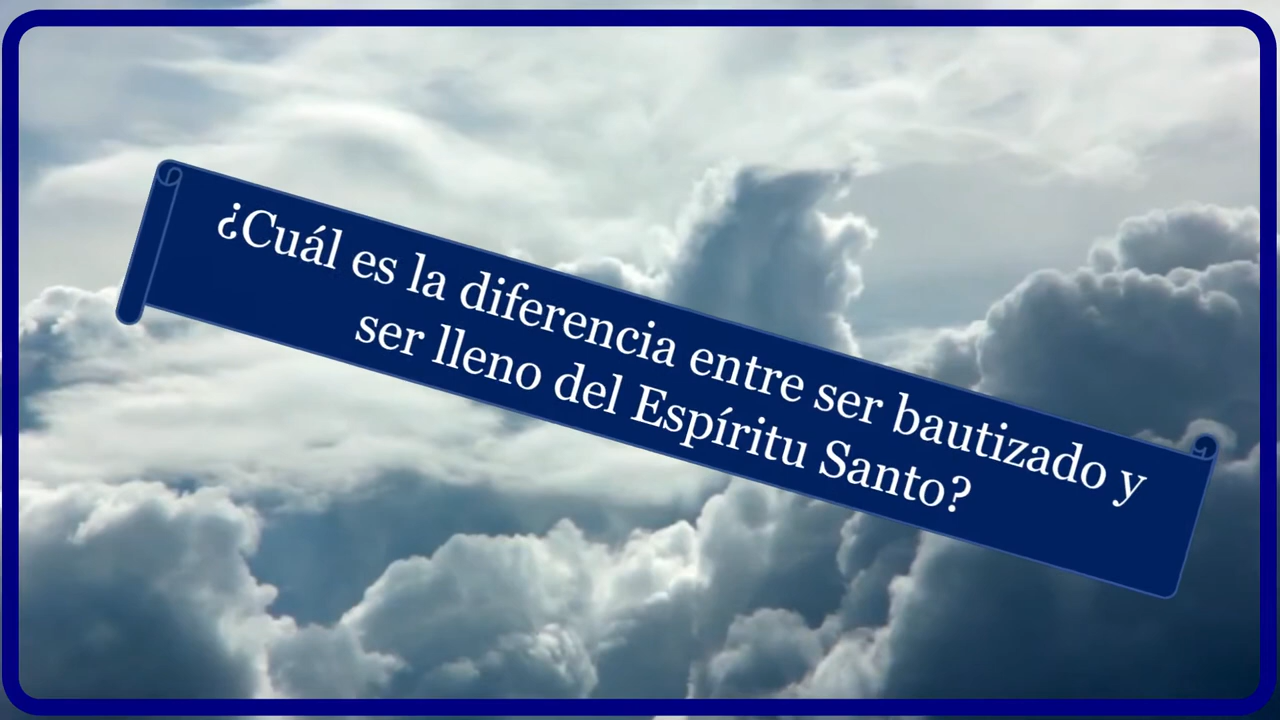 ¿Cuál es la diferencia entre ser bautizado y
ser lleno del Espíritu Santo?